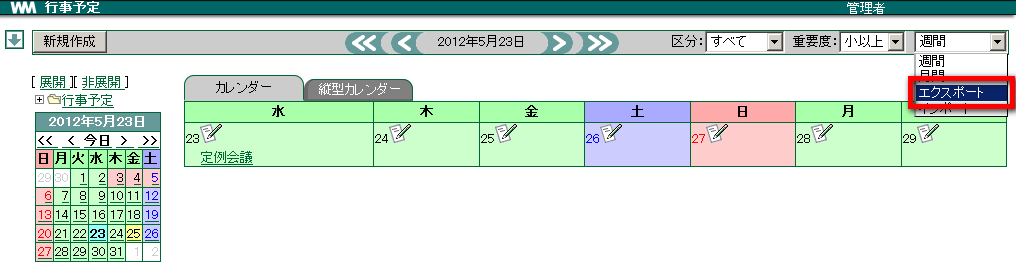 WM 行事予定 管理者
新規作成 2012年5月23日 区分: すべて 重要度: 小以上 週間
週間
月間
エクスポート
インポート
[ 展開 ][ 非展開 ]
行事予定
2012年5月23日
<< < 今日 > >>
日 月 火 水 木 金 土
29 30 1 2 3 4 5
6 7 8 9 10 11 12
13 14 15 16 17 18 19
20 21 22 23 24 25 26
27 28 29 30 31 1 2
カレンダー 縦型カレンダー
水 木 金 土 日 月 火
23 24 25 26 27 28 29
定例会議